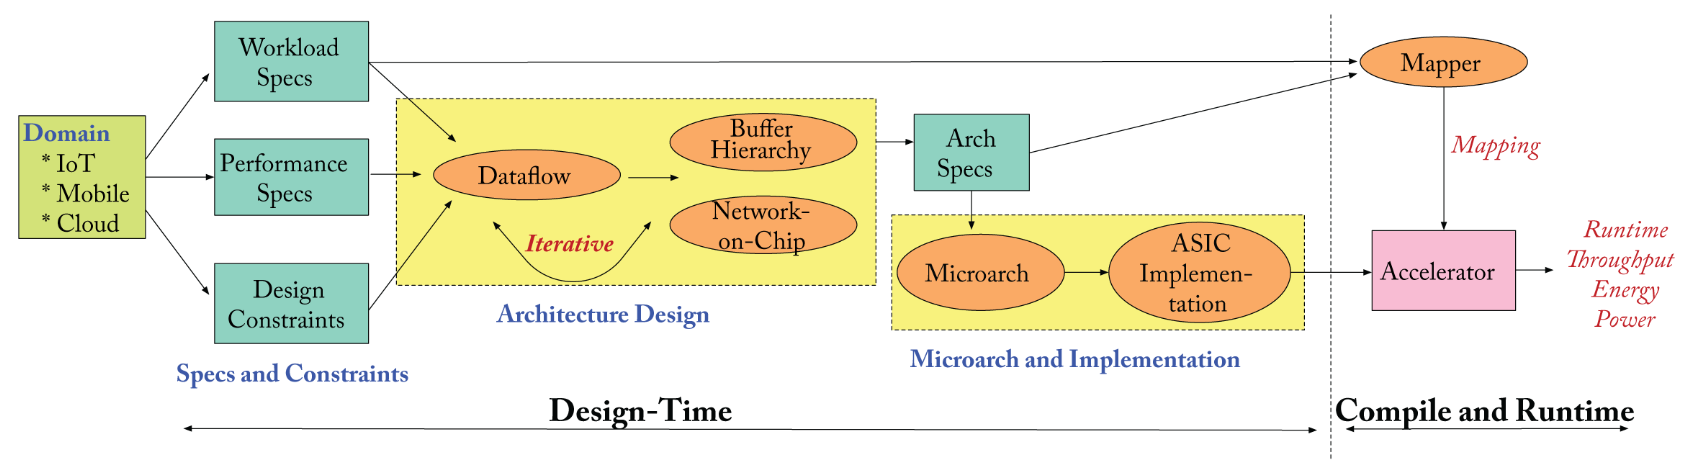 Domain
* IoT
* Mobile
* Cloud
Workload
Specs
Performance
Specs
Design
Constraints
Specs and Constraints
Dataflow
Iterative
Buffer
Hierarchy
Network-
on-Chip
Architecture Design
Arch
Specs
Microarch
ASIC
Implemen-
tation
Microarch and Implementation
Mapper
Mapping
Accelerator
Runtime
Throughput
Energy
Power
Design-Time
Compile and Runtime